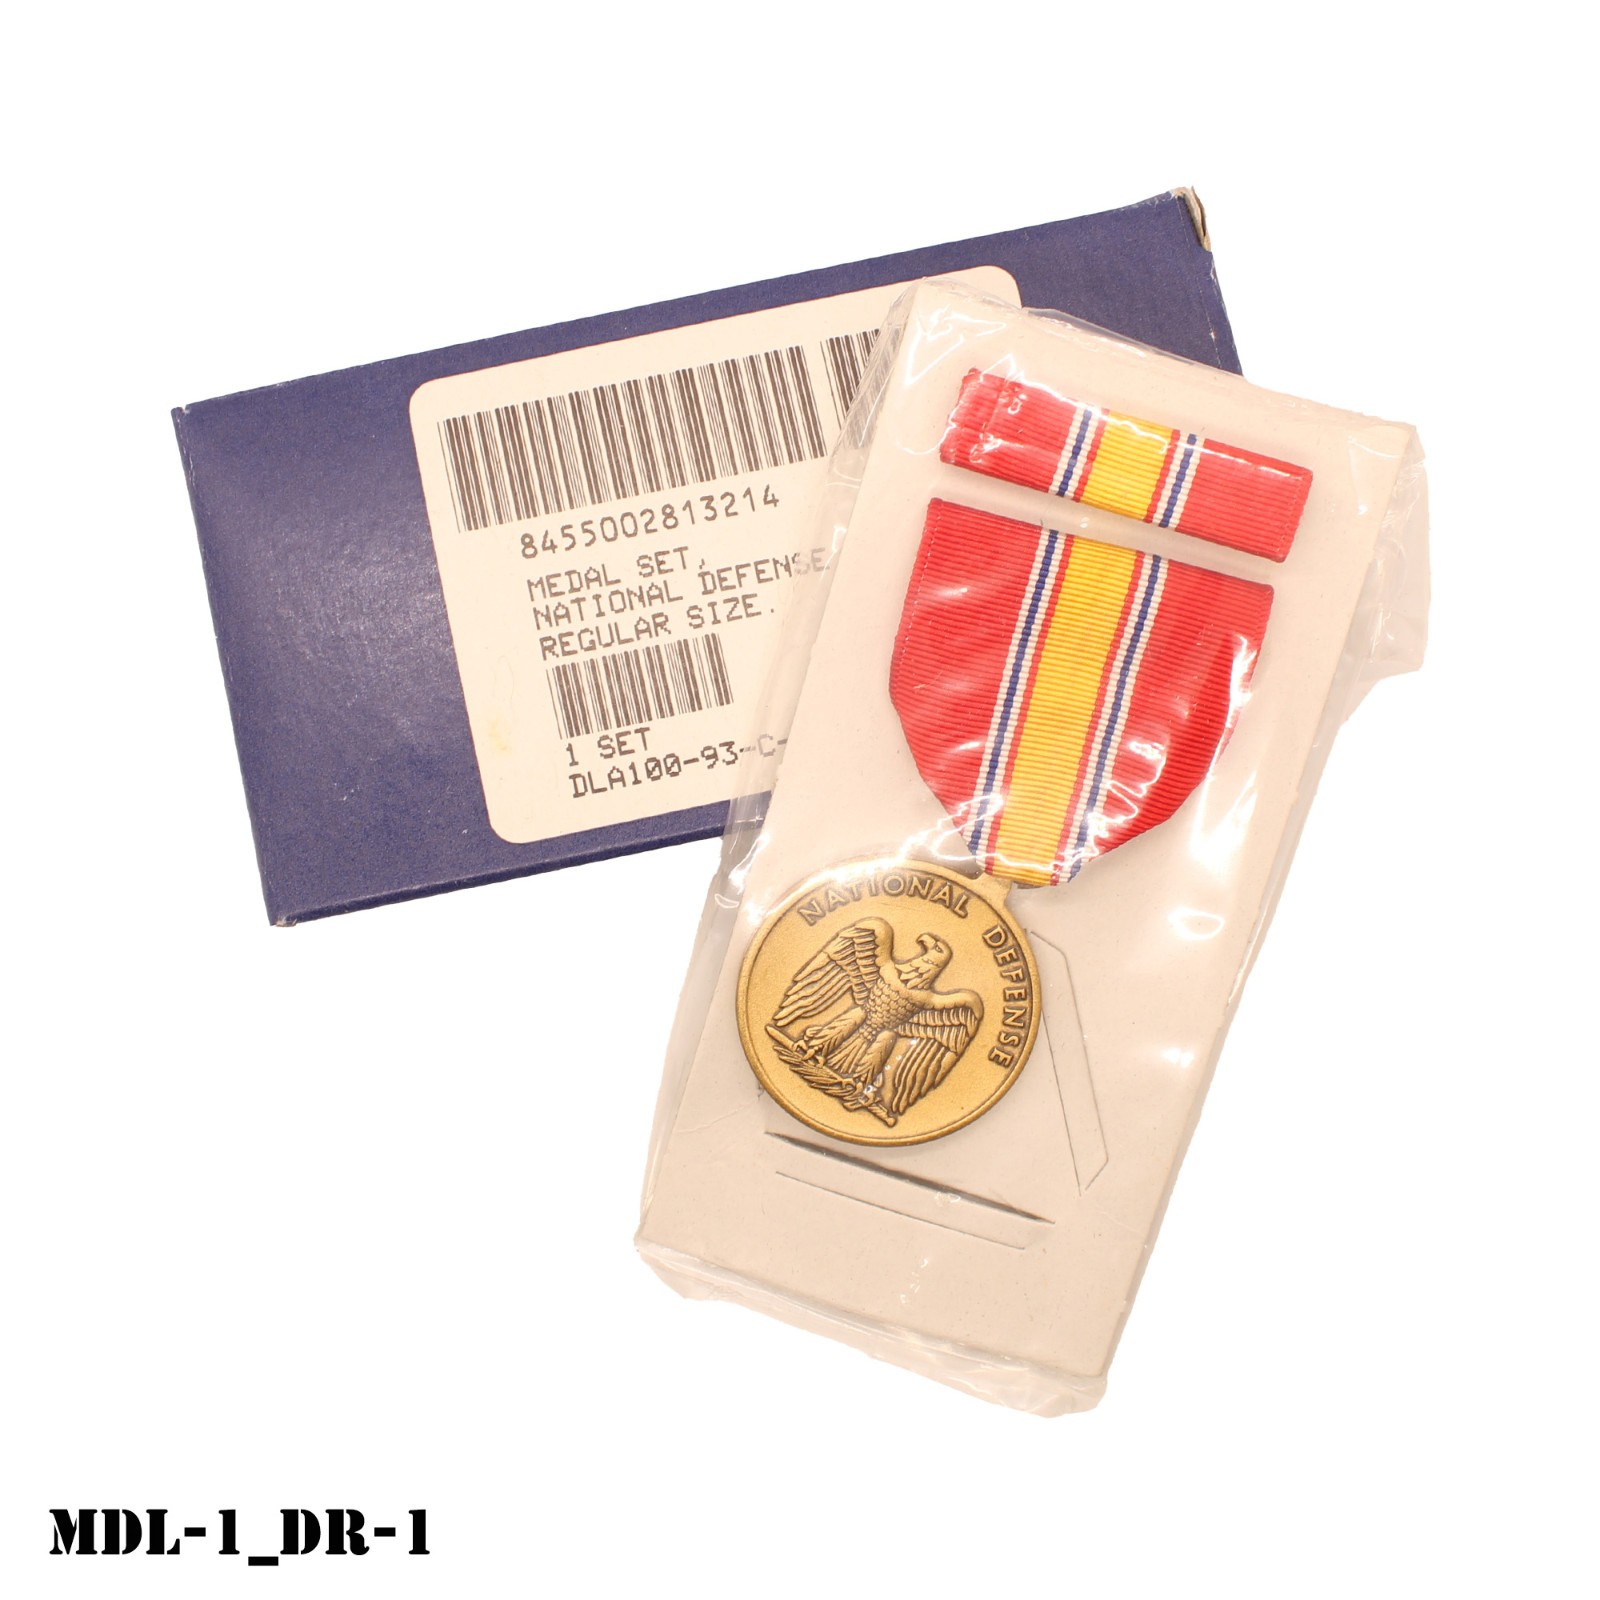 8455002813214
MEDAL SET,
NATIONAL DEFENSE
REGULAR SIZE.
1 SET
DLA100-93-C-
NATIONAL DEFENSE
MDL-1_DR-1